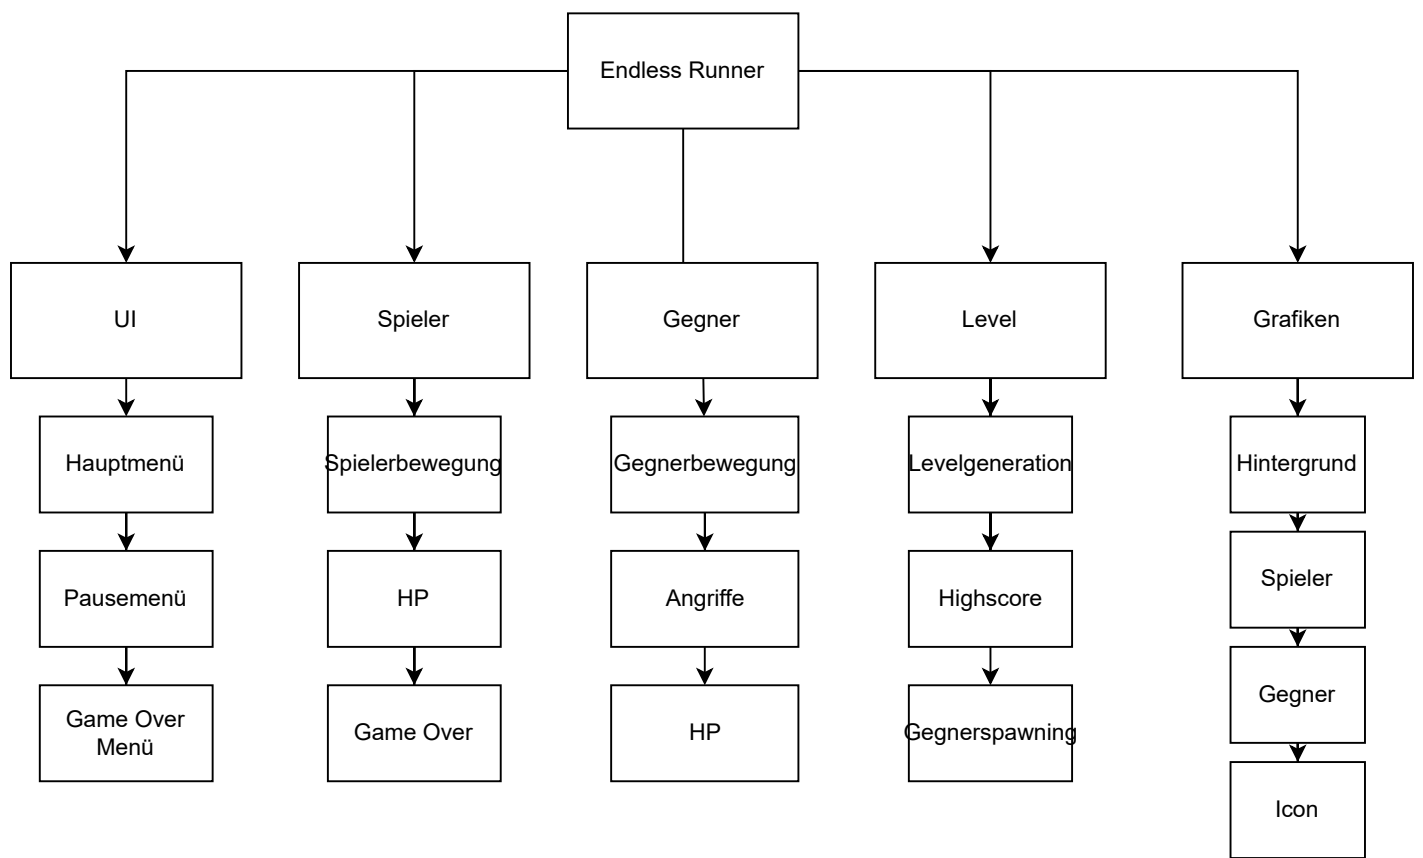 Endless Runner
UI
Spieler
Gegner
Level
Grafiken
Hauptmenü
Spielerbewegung
Gegnerbewegung
Levelgeneration
Hintergrund
Pausemenü
HP
Angriffe
Highscore
Spieler
Game Over
Menü
Game Over
HP
Gegnerspawning
Gegner
Icon